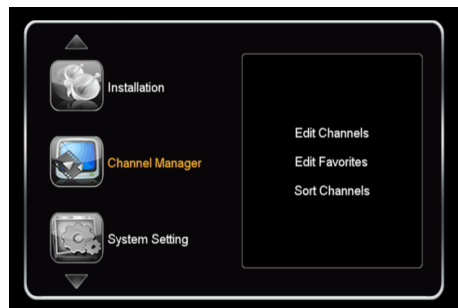 Installation
Channel Manager
System Setting
Edit Channels
Edit Favorites
Sort Channels